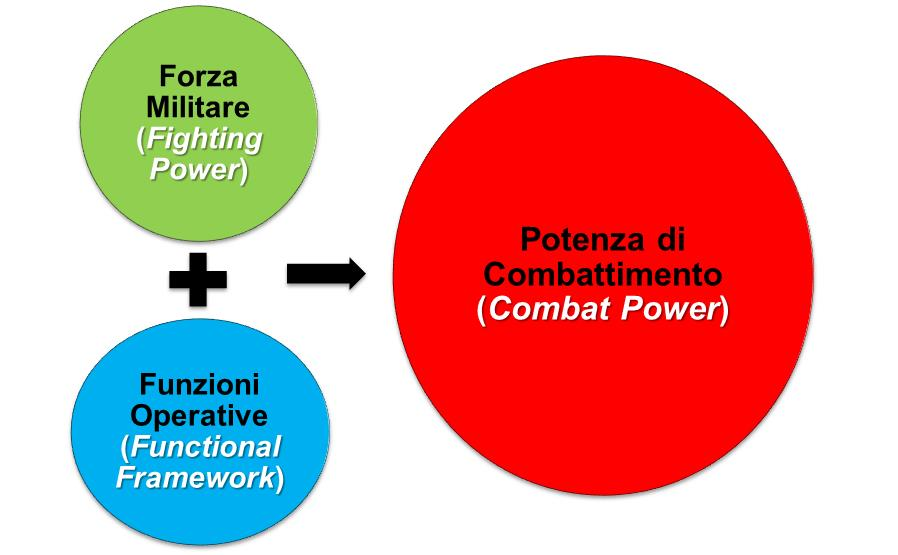 Forza
Militare
(Fighting
Power)
Funzioni
Operative
(Functional
Framework)
Potenza di
Combattimento
(Combat Power)